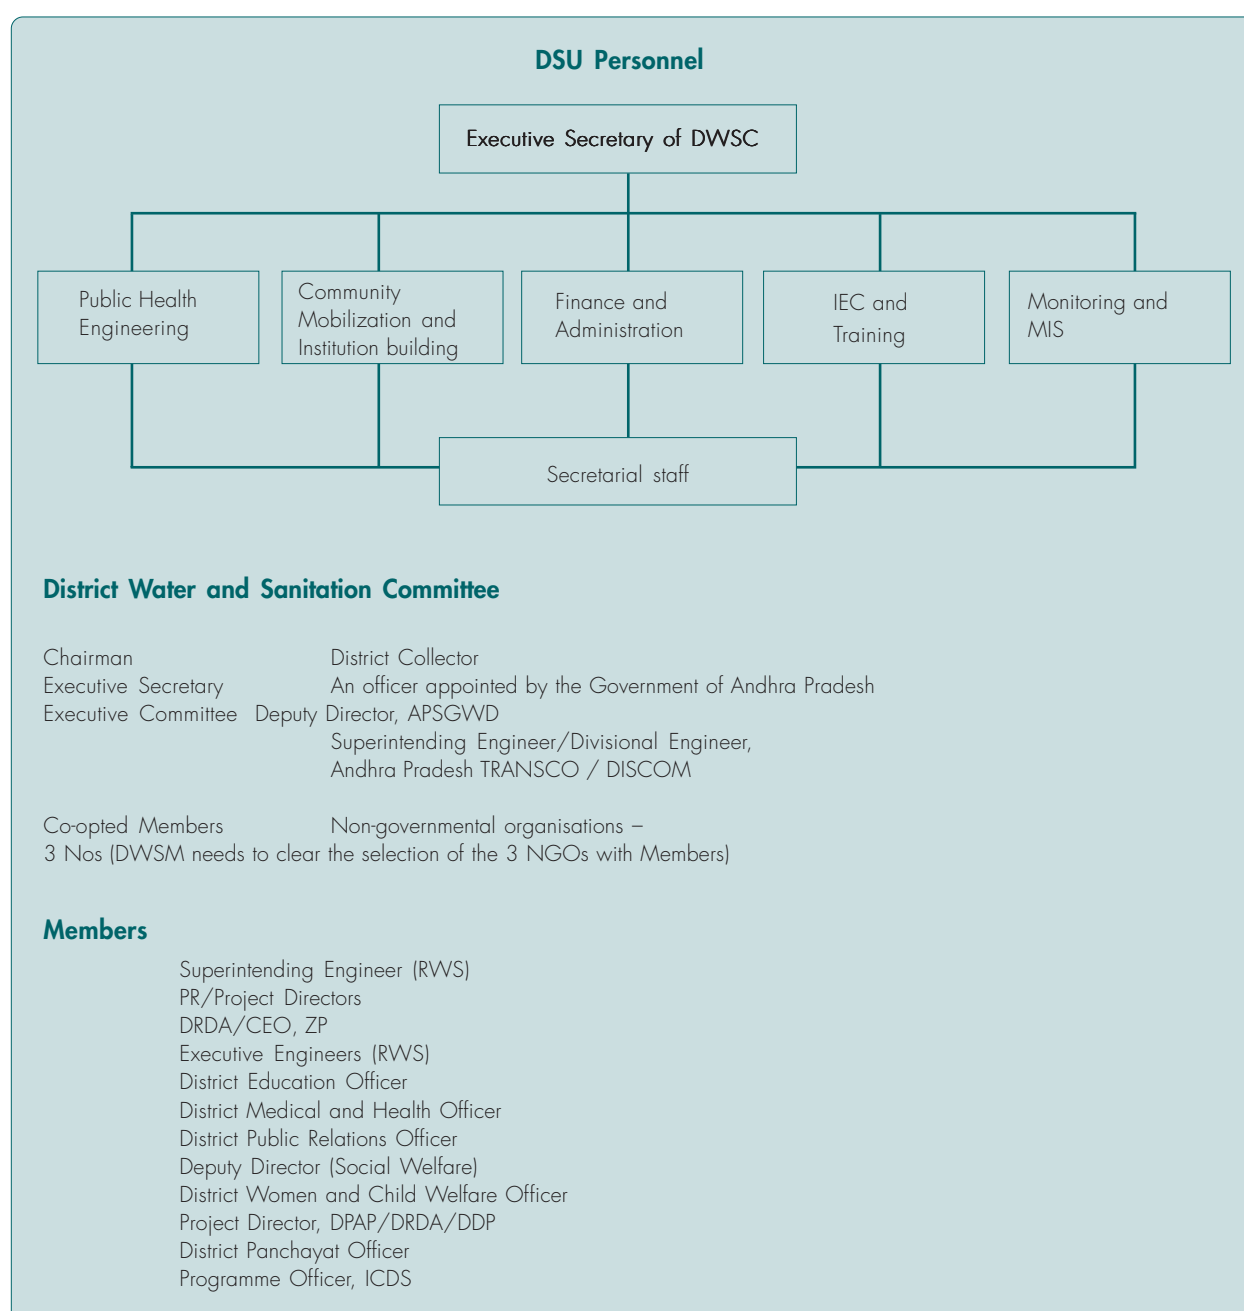 DSU Personnel
Executive Secretary of DWSC
Public Health
Engineering
Community
Mobilization and
Institution building
Finance and
Administration
IEC and
Training
Monitoring and
MIS
Secretarial staff
District Water and Sanitation Committee
Chairman District Collector
Executive Secretary An officer appointed by the Government of Andhra Pradesh
Executive Committee Deputy Director, APSGWD
Superintending Engineer/Divisional Engineer,
Andhra Pradesh TRANSCO / DISCOM
Co-opted Members Non-governmental organisations –
3 Nos (DWSM needs to clear the selection of the 3 NGOs with Members)
Members
Superintending Engineer (RWS)
PR/Project Directors
DRDA/CEO, ZP
Executive Engineers (RWS)
District Education Officer
District Medical and Health Officer
District Public Relations Officer
Deputy Director (Social Welfare)
District Women and Child Welfare Officer
Project Director, DPAP/DRDA/DDP
District Panchayat Officer
Programme Officer, ICDS